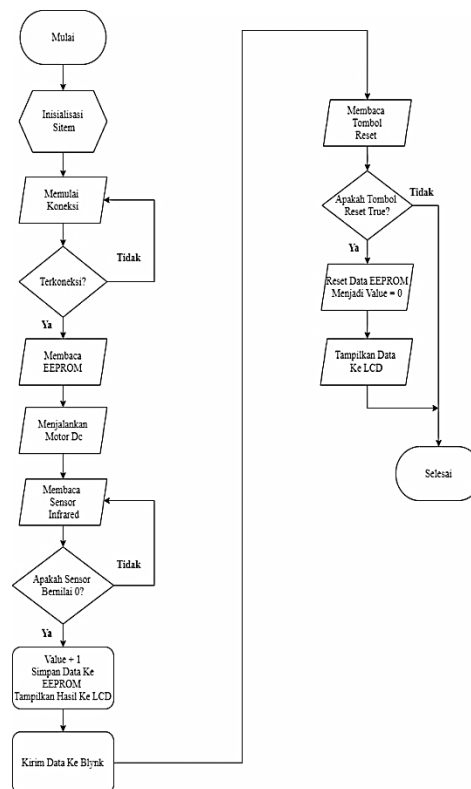 Mulai
Inisialisasi
Sitem
Memulai
Koneksi
Tidak
Terkoneksi?
Ya
Membaca
EEPROM
Menjalankan
Motor Dc
Membaca
Sensor
Infrared
Tidak
Apakah Sensor
Bernilai 0?
Ya
Value + 1
Simpan Data Ke
EEPROM
Tampilkan Hasil Ke LCD
Kirim Data Ke Blynk
Membaca
Tombol
Reset
Tidak
Apakah Tombol
Reset True?
Ya
Reset Data EEPROM
Menjadi Value = 0
Tampilkan Data
Ke LCD
Selesai